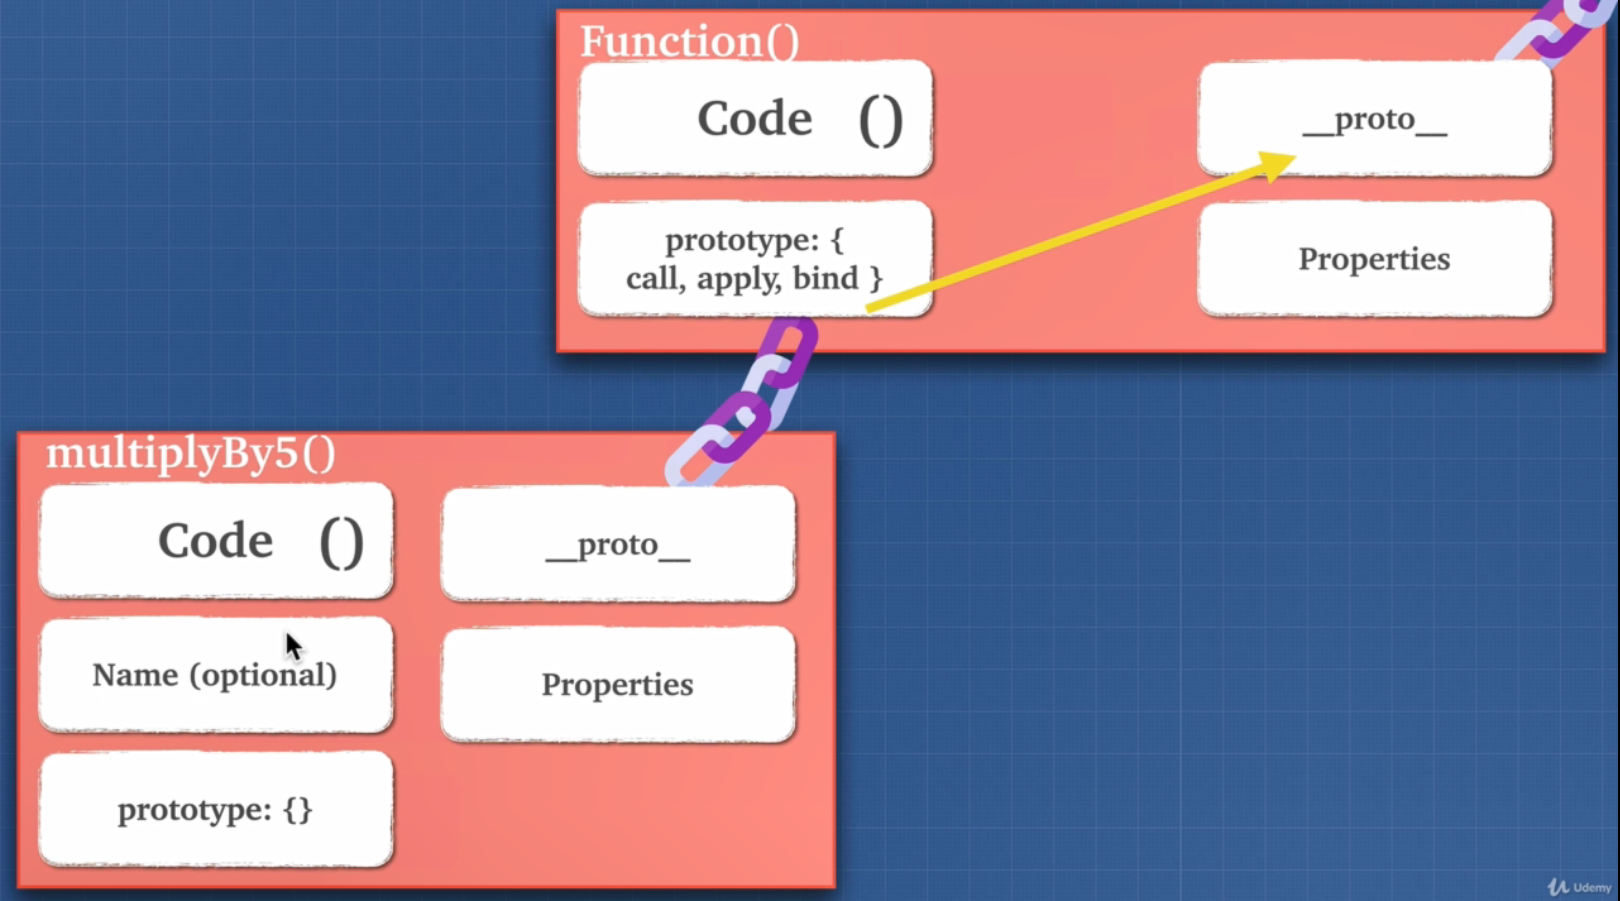 Function()
Code ()
__proto__
prototype: {
call, apply, bind }
Properties
multiplyBy5()
Code ()
__proto__
Name (optional)
Properties
prototype: {}
Udemy